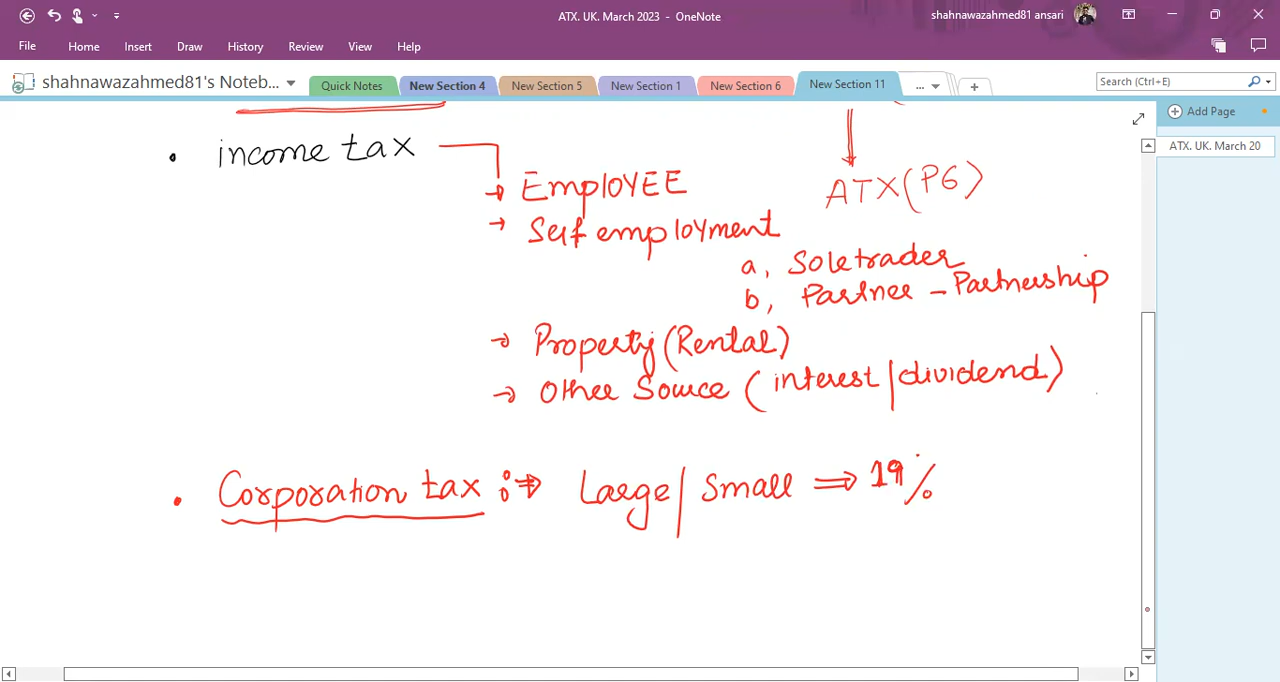 ATX. UK. March 2023 - OneNote
shahnawazahmed81 ansari
File Home Insert Draw History Review View Help
shahnawazahmed81's Noteb...
Quick Notes
New Section 4
New Section 5
New Section 1
New Section 6
New Section 11
...
Search (Ctrl+E)
Add Page
ATX. UK. March 20
• income tax
→ EmployEE
→ Self employment
ATX (P6)
a, Soletrader
b, Partner - Partnership
→ Property (Rental)
→ Other Source (interest | dividend)
• Corporation tax :⇒ Large | Small ⇒ 19%